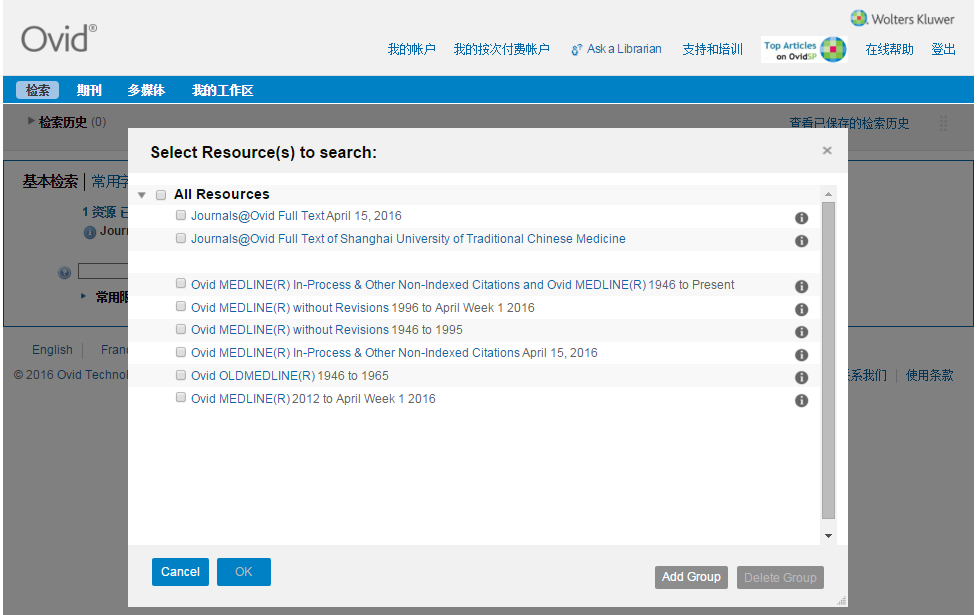 Wolters Kluwer
Ovid®
我的帐户 我的按次付费帐户 Ask a Librarian 支持和培训 Top Articles on OvidSP 在线帮助 登出
检索 期刊 多媒体 我的工作区
检索历史 (0) 查看已保存的检索历史
Select Resource(s) to search: ×
基本检索 常用字
All Resources
1 资源 已
Journals@Ovid Full Text April 15, 2016
Jour
Journals@Ovid Full Text of Shanghai University of Traditional Chinese Medicine
Ovid MEDLINE(R) In-Process & Other Non-Indexed Citations and Ovid MEDLINE(R) 1946 to Present
常用限
Ovid MEDLINE(R) without Revisions 1996 to April Week 1 2016
Ovid MEDLINE(R) without Revisions 1946 to 1995
English Fran
Ovid MEDLINE(R) In-Process & Other Non-Indexed Citations April 15, 2016
© 2016 Ovid Techno
Ovid OLDMEDLINE(R) 1946 to 1965
系我们 使用条款
Ovid MEDLINE(R) 2012 to April Week 1 2016
Cancel OK Add Group Delete Group